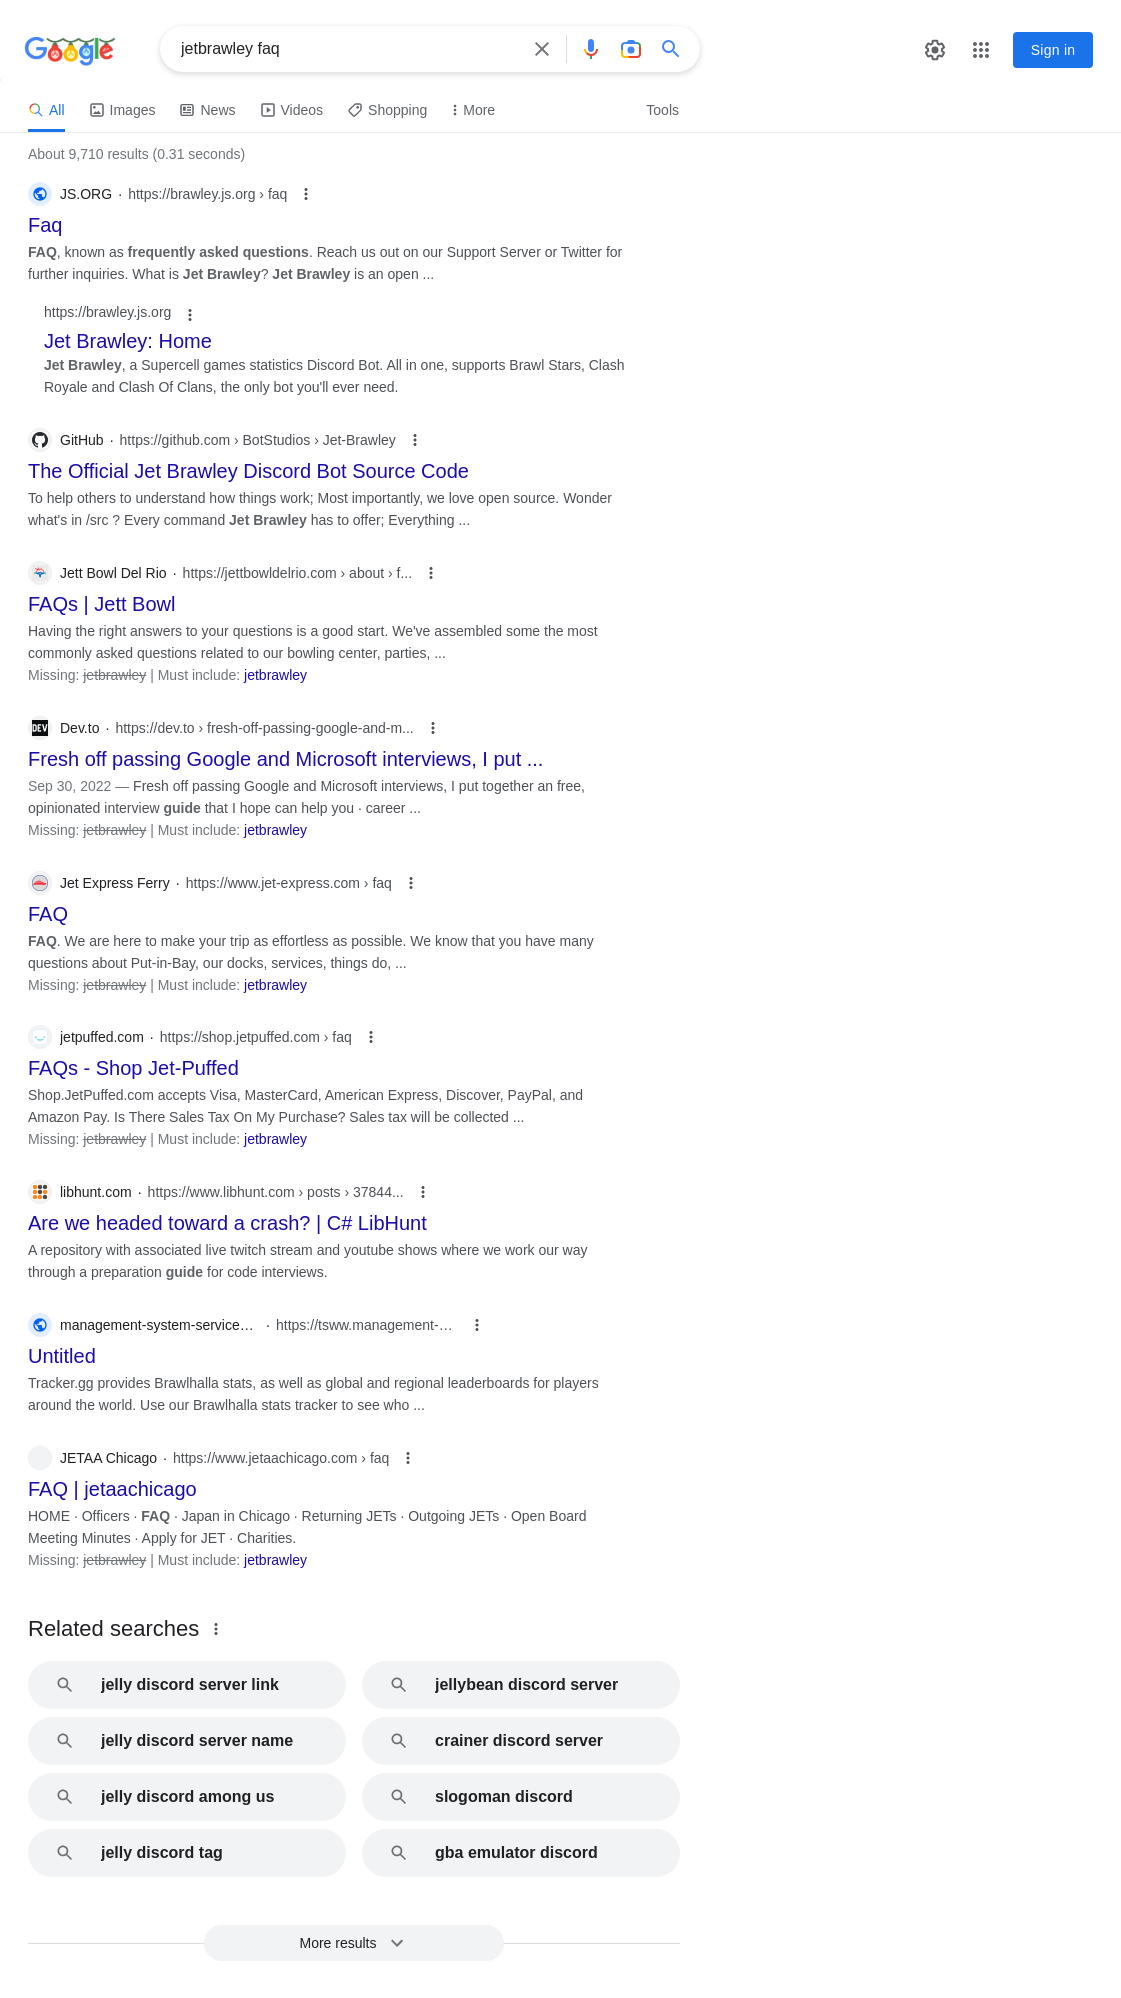 Google
jetbrawley faq
Sign in
All Images News Videos Shopping More Tools
About 9,710 results (0.31 seconds)
JS.ORG · https://brawley.js.org › faq
Faq
FAQ, known as frequently asked questions. Reach us out on our Support Server or Twitter for
further inquiries. What is Jet Brawley? Jet Brawley is an open ...
https://brawley.js.org
Jet Brawley: Home
Jet Brawley, a Supercell games statistics Discord Bot. All in one, supports Brawl Stars, Clash
Royale and Clash Of Clans, the only bot you'll ever need.
GitHub · https://github.com › BotStudios › Jet-Brawley
The Official Jet Brawley Discord Bot Source Code
To help others to understand how things work; Most importantly, we love open source. Wonder
what's in /src ? Every command Jet Brawley has to offer; Everything ...
Jett Bowl Del Rio · https://jettbowldelrio.com › about › f...
FAQs | Jett Bowl
Having the right answers to your questions is a good start. We've assembled some the most
commonly asked questions related to our bowling center, parties, ...
Missing: jetbrawley | Must include: jetbrawley
DEV Dev.to · https://dev.to › fresh-off-passing-google-and-m...
Fresh off passing Google and Microsoft interviews, I put ...
Sep 30, 2022 — Fresh off passing Google and Microsoft interviews, I put together an free,
opinionated interview guide that I hope can help you · career ...
Missing: jetbrawley | Must include: jetbrawley
Jet Express Ferry · https://www.jet-express.com › faq
FAQ
FAQ. We are here to make your trip as effortless as possible. We know that you have many
questions about Put-in-Bay, our docks, services, things do, ...
Missing: jetbrawley | Must include: jetbrawley
jetpuffed.com · https://shop.jetpuffed.com › faq
FAQs - Shop Jet-Puffed
Shop.JetPuffed.com accepts Visa, MasterCard, American Express, Discover, PayPal, and
Amazon Pay. Is There Sales Tax On My Purchase? Sales tax will be collected ...
Missing: jetbrawley | Must include: jetbrawley
libhunt.com · https://www.libhunt.com › posts › 37844...
Are we headed toward a crash? | C# LibHunt
A repository with associated live twitch stream and youtube shows where we work our way
through a preparation guide for code interviews.
management-system-service… · https://tsww.management-…
Untitled
Tracker.gg provides Brawlhalla stats, as well as global and regional leaderboards for players
around the world. Use our Brawlhalla stats tracker to see who ...
JETAA Chicago · https://www.jetaachicago.com › faq
FAQ | jetaachicago
HOME · Officers · FAQ · Japan in Chicago · Returning JETs · Outgoing JETs · Open Board
Meeting Minutes · Apply for JET · Charities.
Missing: jetbrawley | Must include: jetbrawley
Related searches
jelly discord server link
jellybean discord server
jelly discord server name
crainer discord server
jelly discord among us
slogoman discord
jelly discord tag
gba emulator discord
More results